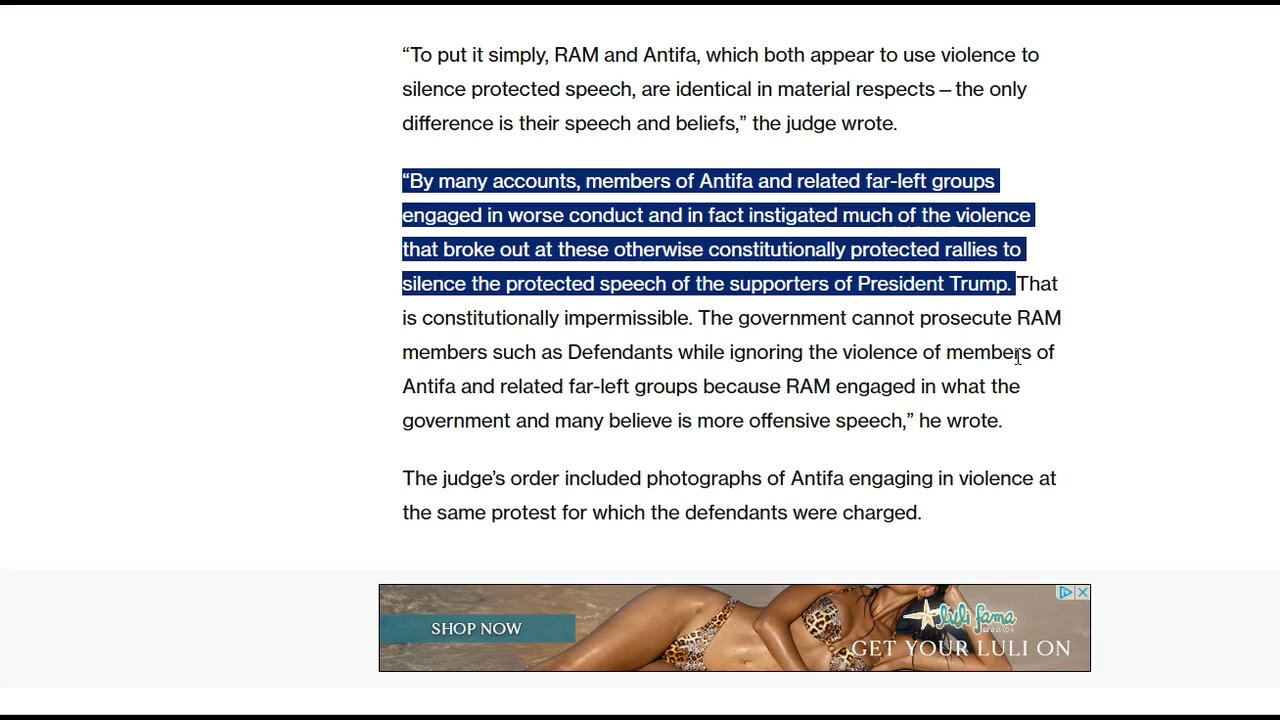 “To put it simply, RAM and Antifa, which both appear to use violence to
silence protected speech, are identical in material respects – the only
difference is their speech and beliefs,” the judge wrote.
“By many accounts, members of Antifa and related far-left groups
engaged in worse conduct and in fact instigated much of the violence
that broke out at these otherwise constitutionally protected rallies to
silence the protected speech of the supporters of President Trump. That
is constitutionally impermissible. The government cannot prosecute RAM
members such as Defendants while ignoring the violence of members of
Antifa and related far-left groups because RAM engaged in what the
government and many believe is more offensive speech,” he wrote.
The judge’s order included photographs of Antifa engaging in violence at
the same protest for which the defendants were charged.
SHOP NOW
luli fama
MIAMI
GET YOUR LULI ON